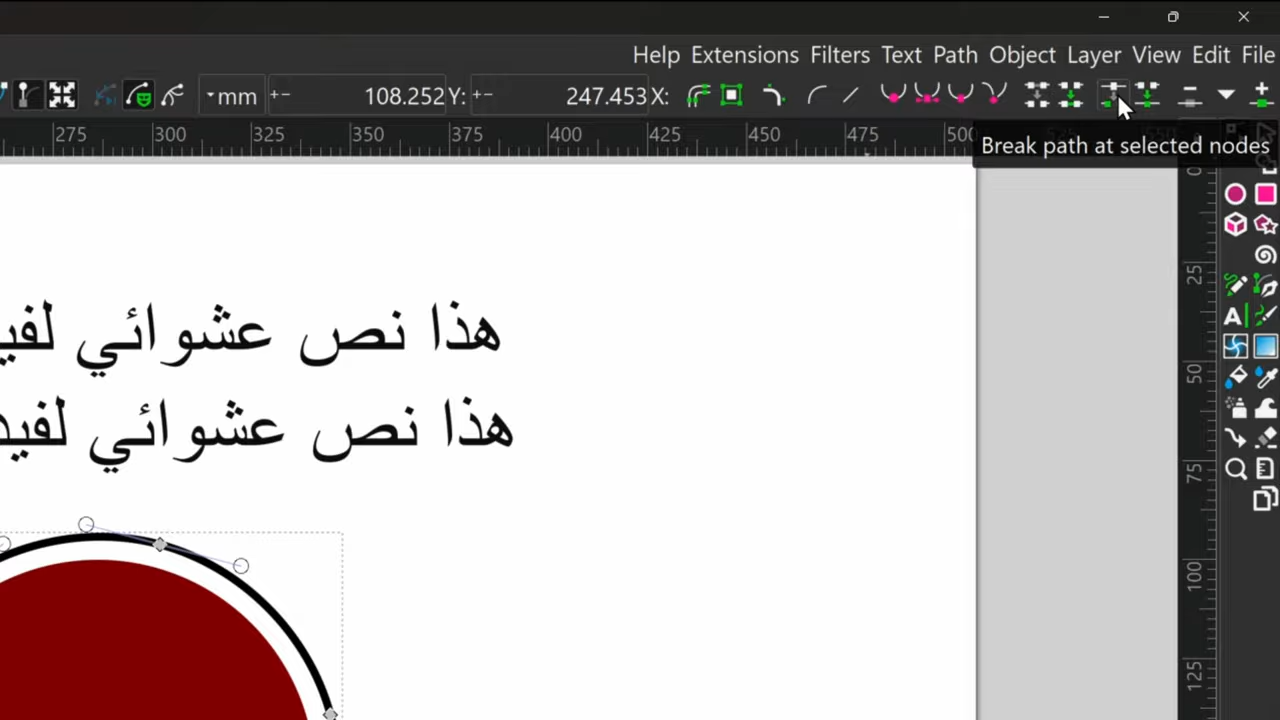 Help Extensions Filters Text Path Object Layer View Edit File
mm 108.252 Y: 247.453 X:
275 300 325 350 375 400 425 450 475 500
Break path at selected nodes
0
25
50
75
100
125
هذا نص عشوائي
هذا نص عشوائي